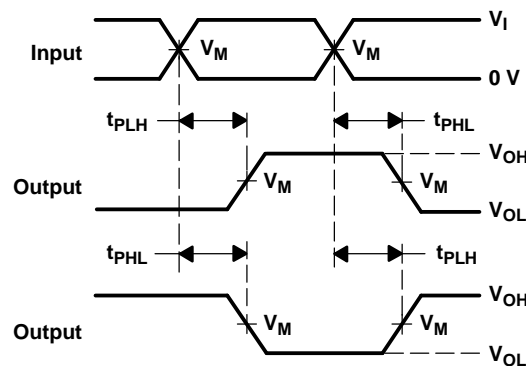 V_I
Input
V_M
V_M
0 V
t_PLH
t_PHL
V_OH
Output
V_M
V_M
V_OL
t_PHL
t_PLH
V_OH
Output
V_M
V_M
V_OL